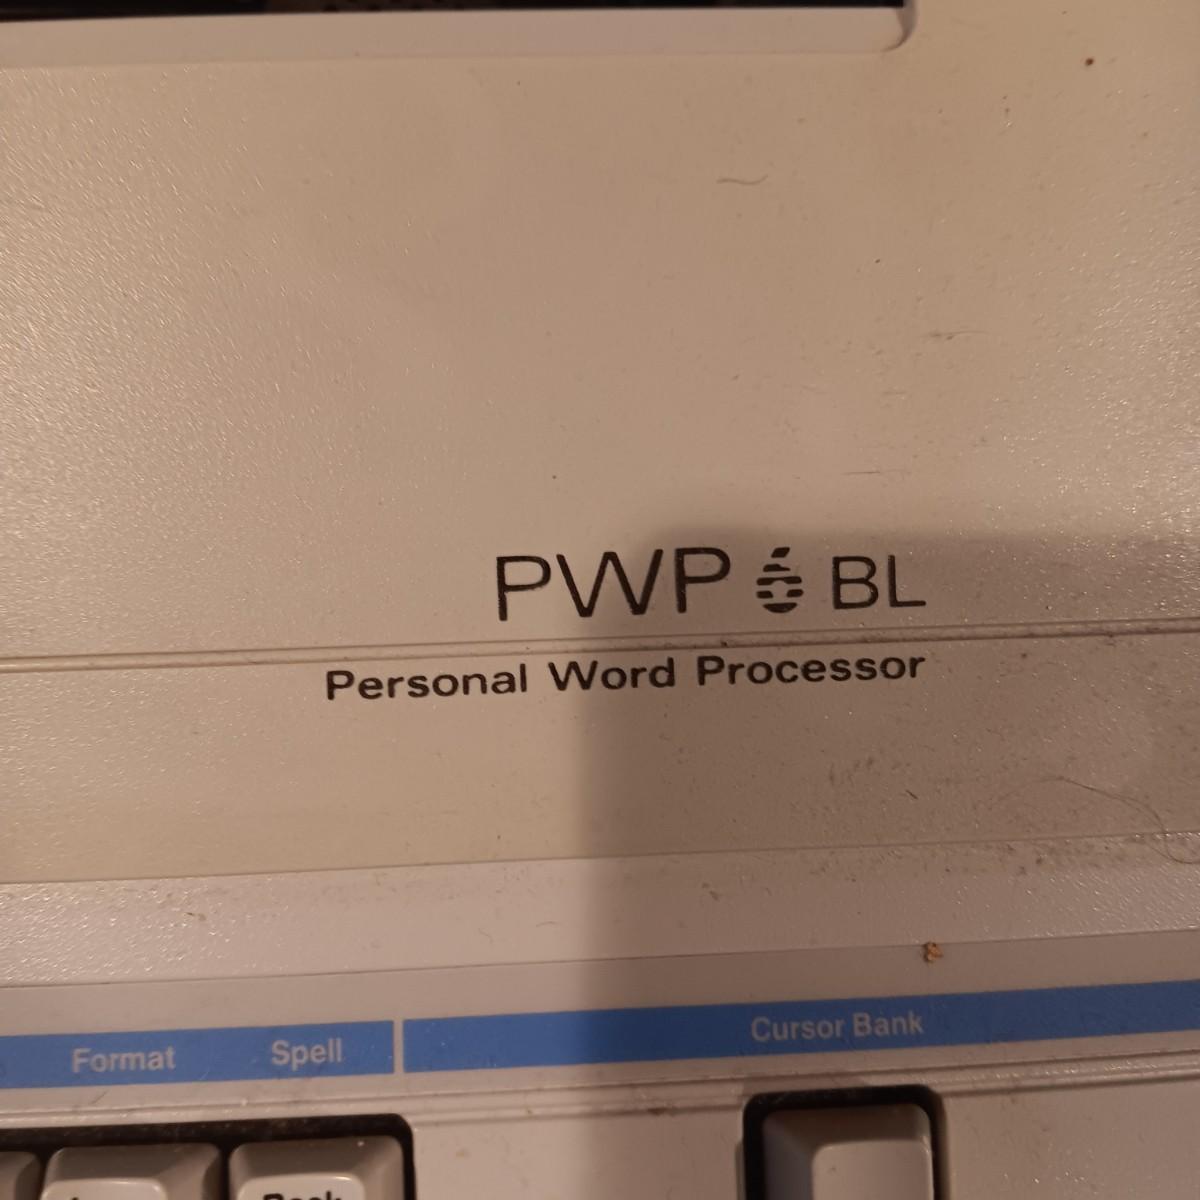 PWP 6 BL
Personal Word Processor
Format Spell Cursor Bank